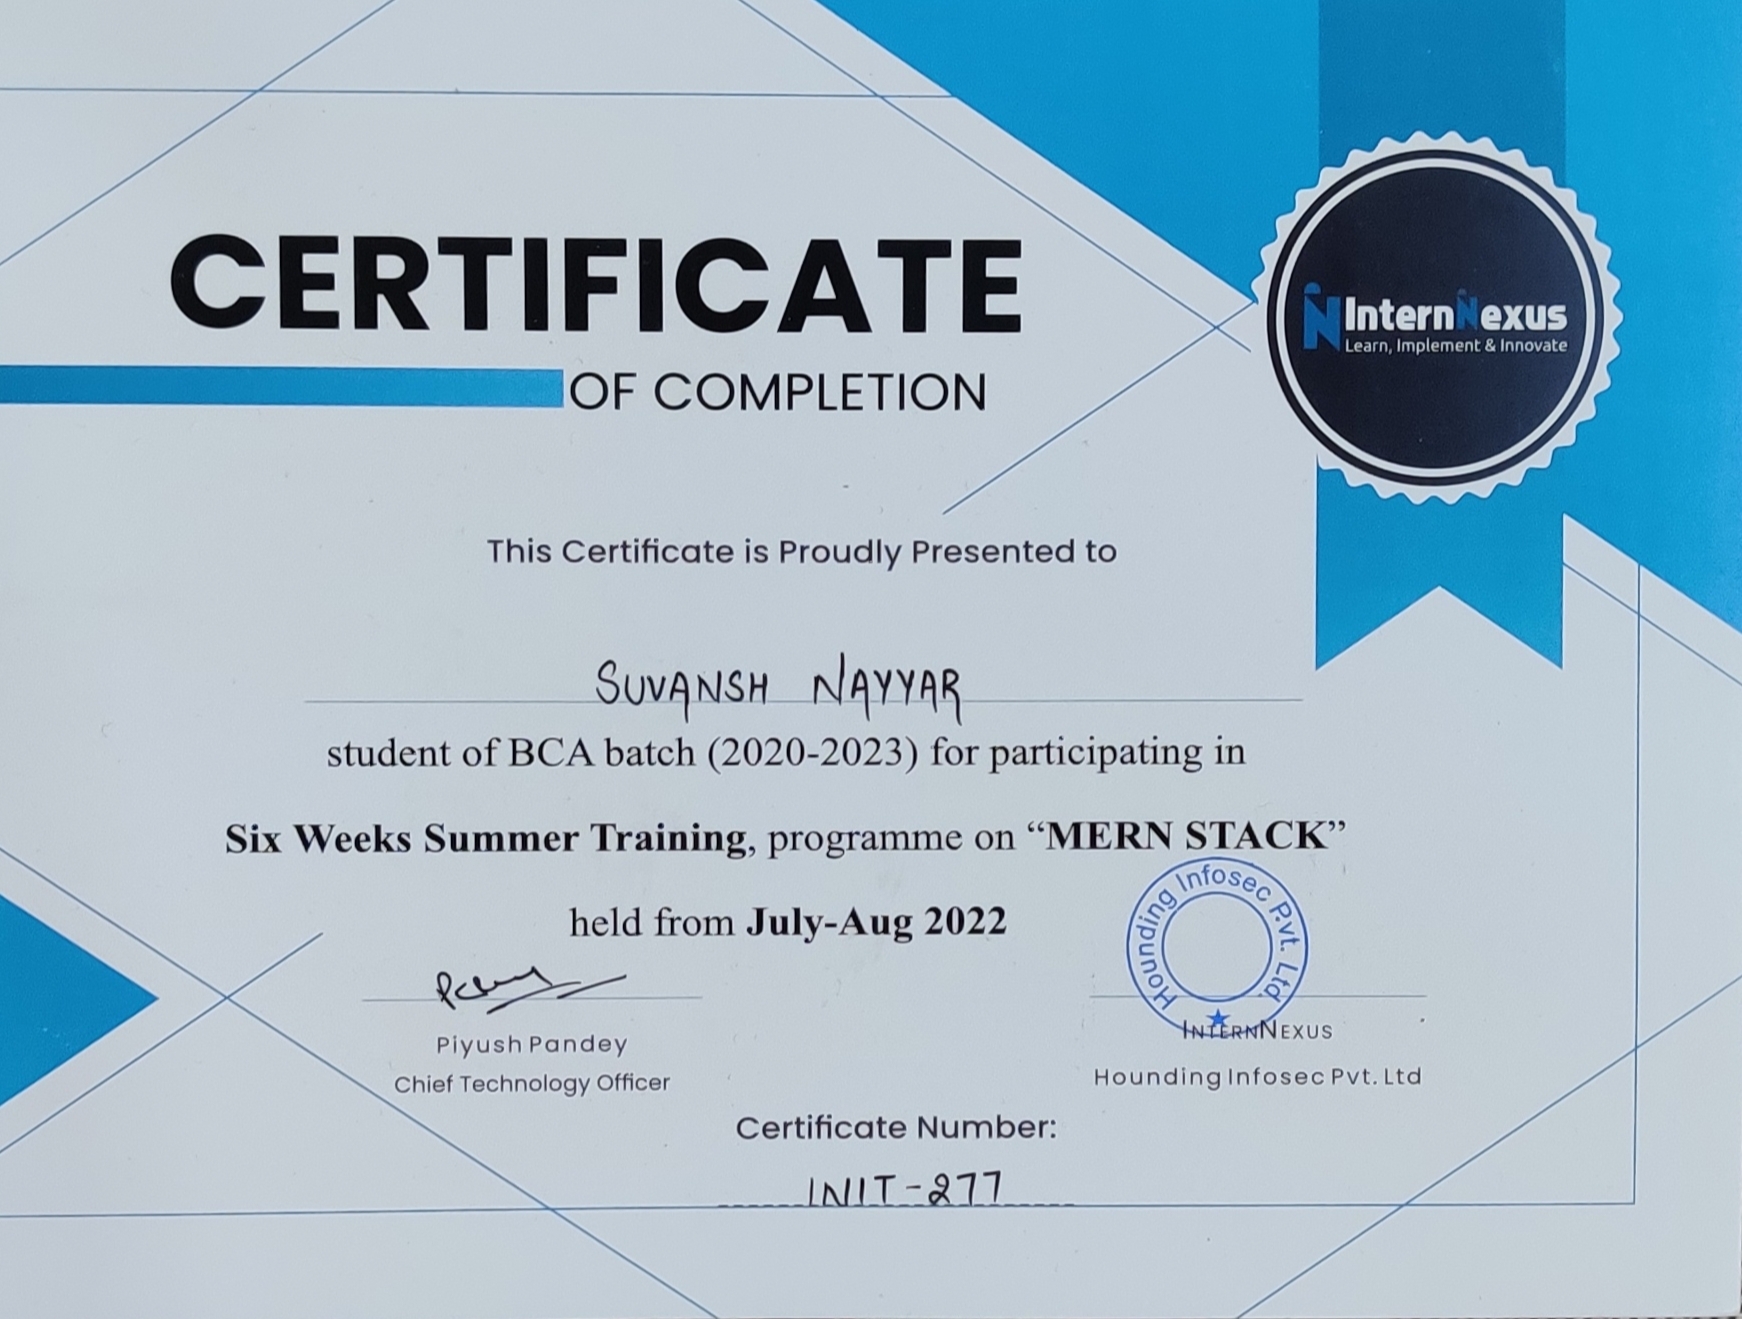 CERTIFICATE
OF COMPLETION
InternNexus
Learn, Implement & Innovate
This Certificate is Proudly Presented to
SUVANSH NAYYAR
student of BCA batch (2020-2023) for participating in
Six Weeks Summer Training, programme on “MERN STACK”
held from July-Aug 2022
Hounding Infosec Pvt. Ltd.
Piyush Pandey
Chief Technology Officer
INTERNNEXUS
Hounding Infosec Pvt. Ltd
Certificate Number:
INIT-277